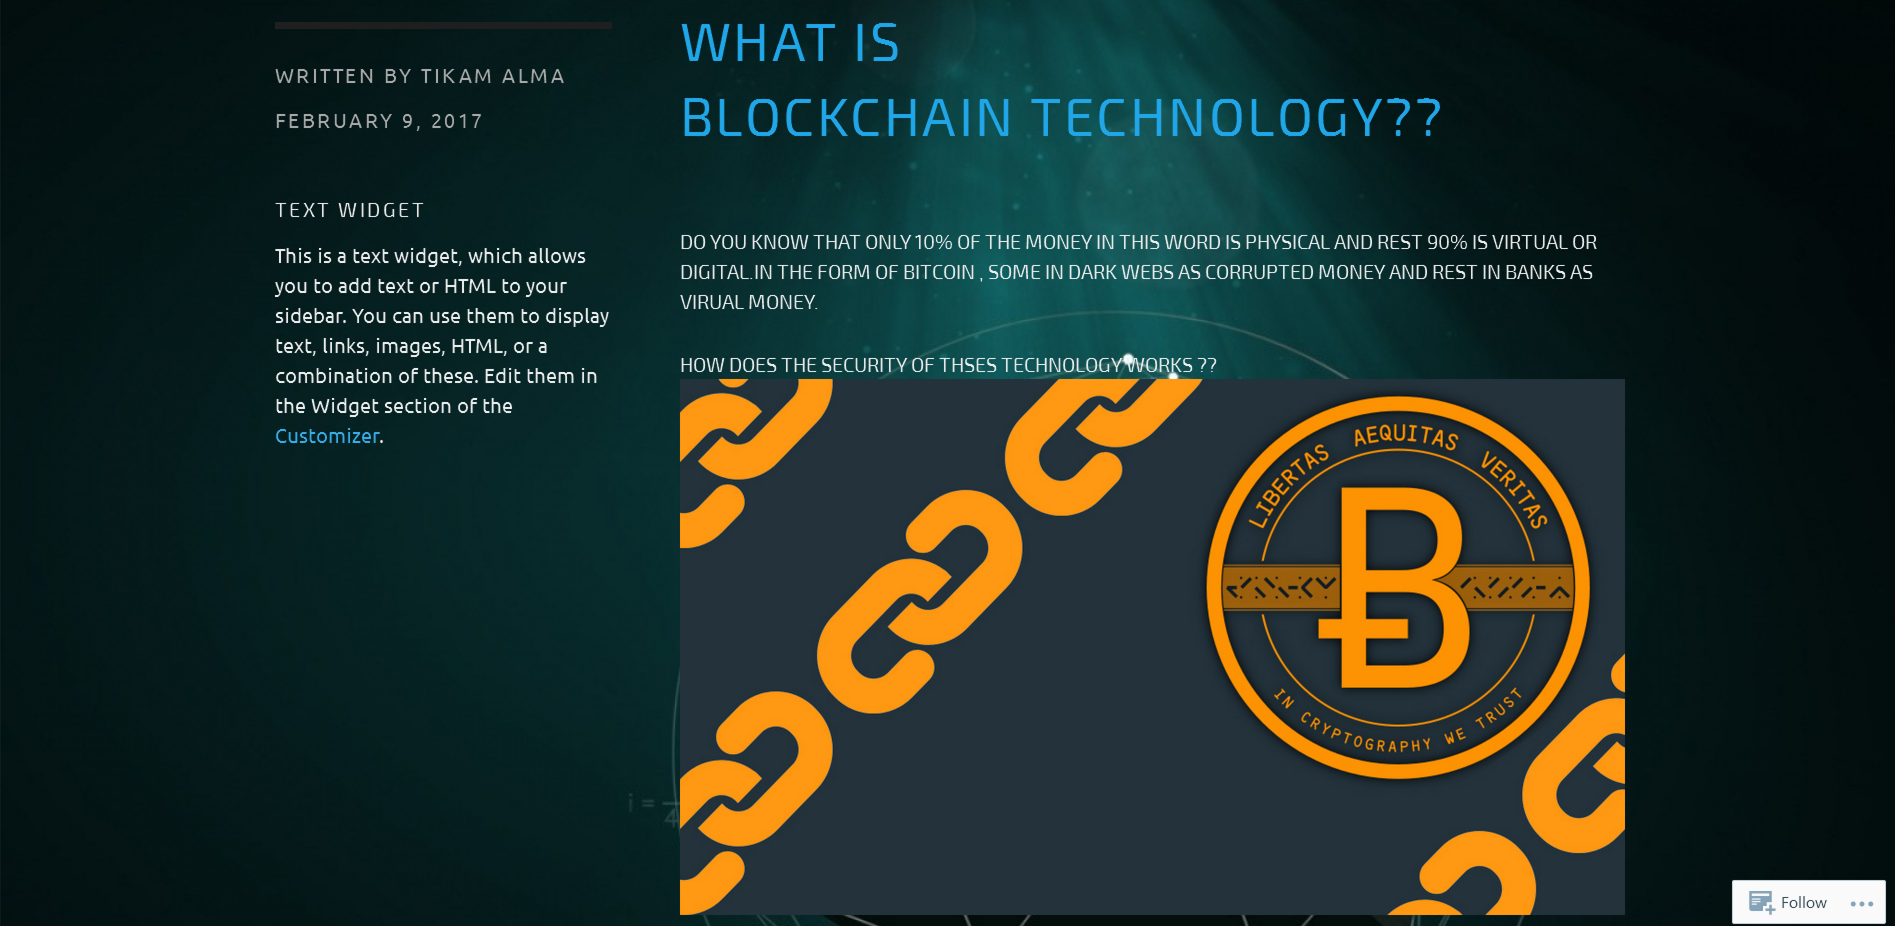 WRITTEN BY TIKAM ALMA
FEBRUARY 9, 2017
TEXT WIDGET
This is a text widget, which allows
you to add text or HTML to your
sidebar. You can use them to display
text, links, images, HTML, or a
combination of these. Edit them in
the Widget section of the
Customizer.
WHAT IS
BLOCKCHAIN TECHNOLOGY??
DO YOU KNOW THAT ONLY 10% OF THE MONEY IN THIS WORD IS PHYSICAL AND REST 90% IS VIRTUAL OR
DIGITAL.IN THE FORM OF BITCOIN , SOME IN DARK WEBS AS CORRUPTED MONEY AND REST IN BANKS AS
VIRUAL MONEY.
HOW DOES THE SECURITY OF THSES TECHNOLOGY WORKS ??
LIBERTAS AEQUITAS VERITAS
B
IN CRYPTOGRAPHY WE TRUST
i =
4
Follow